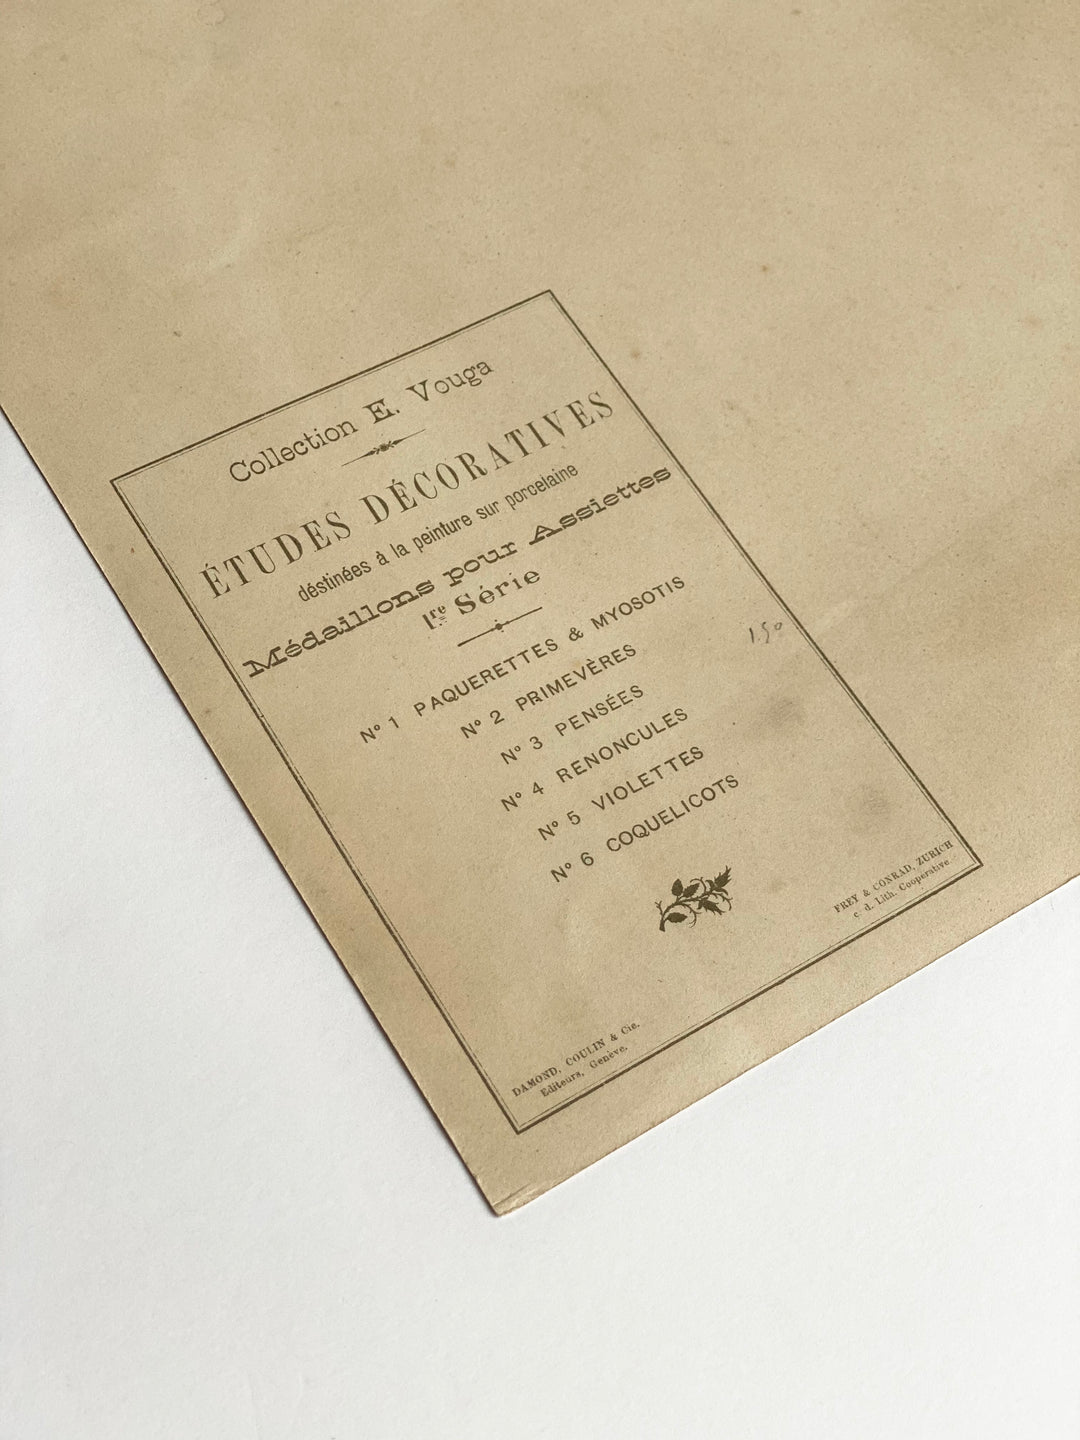 Collection E. Vouga
ÉTUDES DÉCORATIVES
déstinées à la peinture sur porcelaine
Médaillons pour Assiettes
1re Série
No 1 PAQUERETTES & MYOSOTIS
No 2 PRIMEVÈRES
No 3 PENSÉES
No 4 RENONCULES
No 5 VIOLETTES
No 6 COQUELICOTS
1.50
DAMOND, COULIN & Cie.
Editeurs, Genève.
FREY & CONRAD, ZURICH
c. d. Lith. Cooperative.